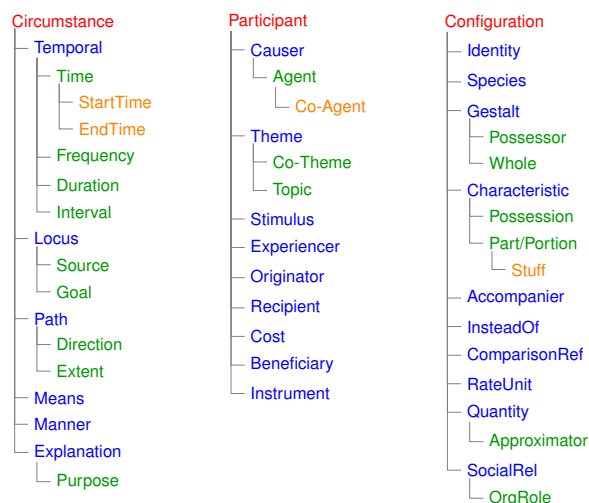 Circumstance
Temporal
Time
StartTime
EndTime
Frequency
Duration
Interval
Locus
Source
Goal
Path
Direction
Extent
Means
Manner
Explanation
Purpose
Participant
Causer
Agent
Co-Agent
Theme
Co-Theme
Topic
Stimulus
Experiencer
Originator
Recipient
Cost
Beneficiary
Instrument
Configuration
Identity
Species
Gestalt
Possessor
Whole
Characteristic
Possession
Part/Portion
Stuff
Accompanier
InsteadOf
ComparisonRef
RateUnit
Quantity
Approximator
SocialRel
OrgRole